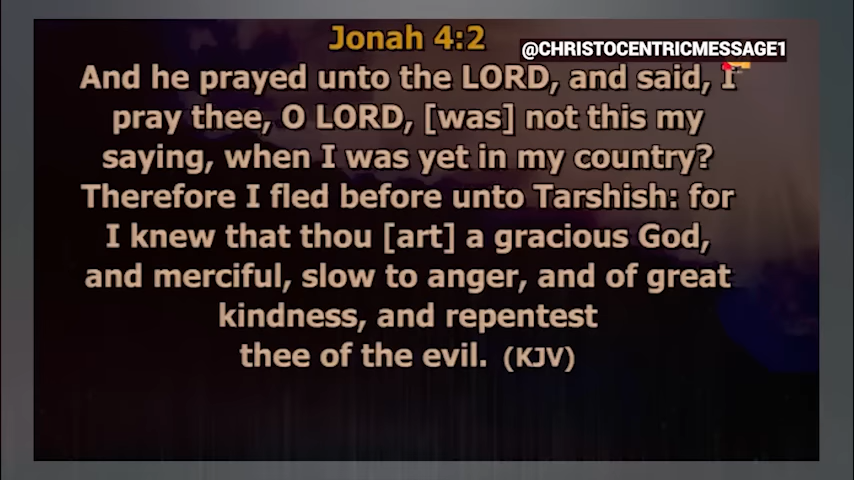 Jonah 4:2
@CHRISTOCENTRICMESSAGE1
And he prayed unto the LORD, and said, I
pray thee, O LORD, [was] not this my
saying, when I was yet in my country?
Therefore I fled before unto Tarshish: for
I knew that thou [art] a gracious God,
and merciful, slow to anger, and of great
kindness, and repentest
thee of the evil. (KJV)